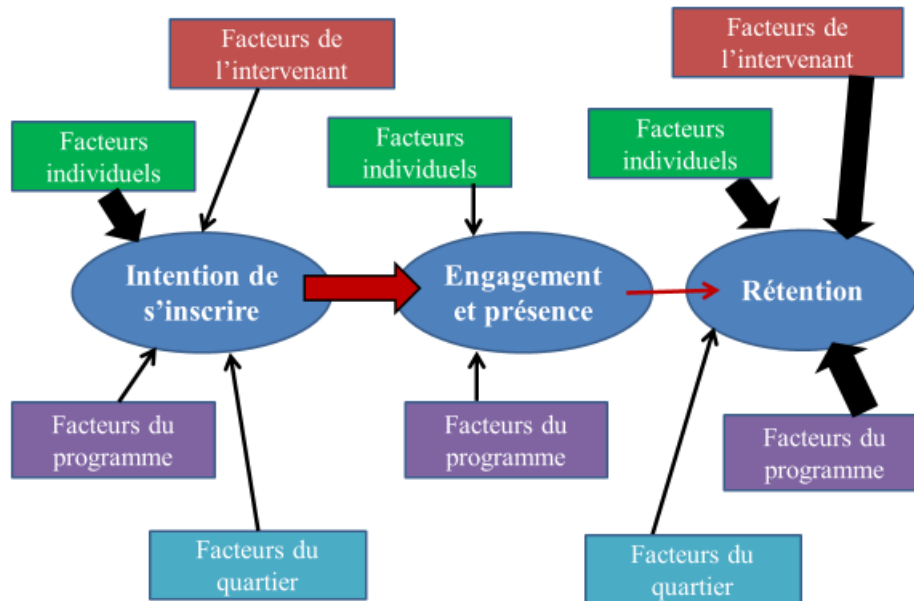 Facteurs de
l'intervenant
Facteurs de
l'intervenant
Facteurs
individuels
Facteurs
individuels
Facteurs
individuels
Intention de
s'inscrire
Engagement
et présence
Rétention
Facteurs du
programme
Facteurs du
programme
Facteurs du
programme
Facteurs du
quartier
Facteurs du
quartier